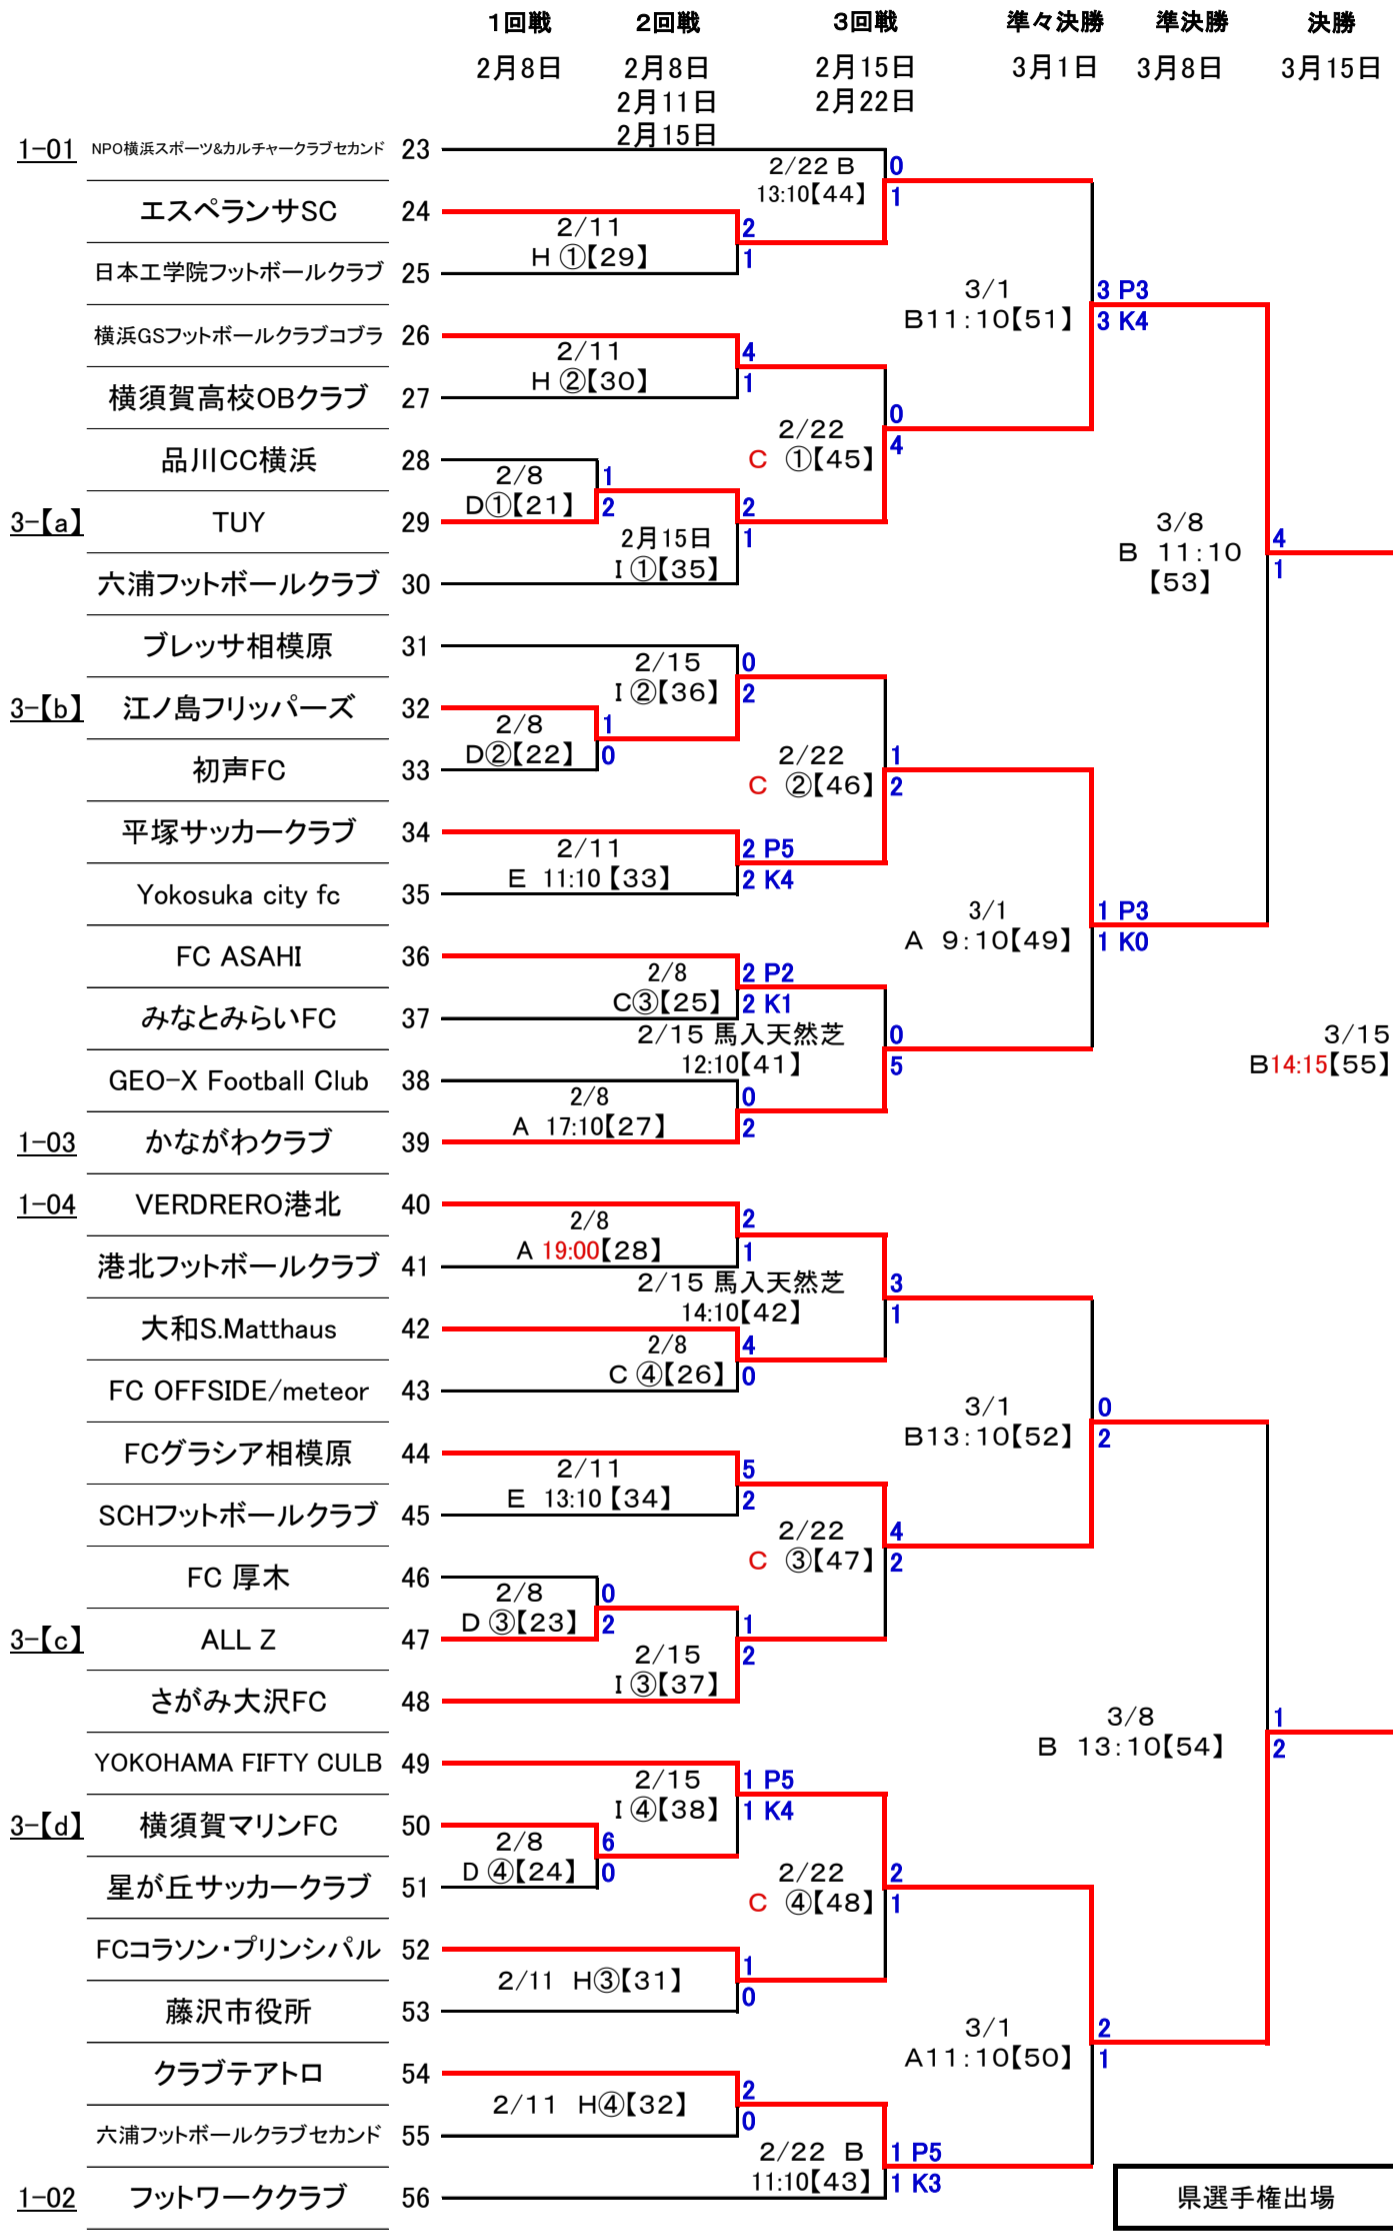 1回戦 2回戦 3回戦 準々決勝 準決勝 決勝
2月8日 2月8日 2月15日 3月1日 3月8日 3月15日
2月11日 2月22日
2月15日
1-01 NPO横浜スポーツ&カルチャークラブセカンド 23
2/22 B 0
13:10【44】 1
エスペランサSC 24
2/11 2
H ①【29】 1
日本工学院フットボールクラブ 25
3/1 3 P3
B11:10【51】 3 K4
横浜GSフットボールクラブコブラ 26
2/11 4
H ②【30】 1
横須賀高校OBクラブ 27
2/22 0
C ①【45】 4
品川CC横浜 28
2/8 1
D①【21】 2
3-【a】 TUY 29
2
2月15日 1
I ①【35】
3/8 4
B 11:10 1
【53】
六浦フットボールクラブ 30
ブレッサ相模原 31
2/15 0
I ②【36】 2
3-【b】 江ノ島フリッパーズ 32
2/8 1
D②【22】 0
初声FC 33
2/22 1
C ②【46】 2
平塚サッカークラブ 34
2/11 2 P5
E 11:10【33】 2 K4
Yokosuka city fc 35
3/1 1 P3
A 9:10【49】 1 K0
FC ASAHI 36
2/8 2 P2
C③【25】 2 K1
みなとみらいFC 37
2/15 馬入天然芝 0
12:10【41】 5
3/15
B14:15【55】
GEO-X Football Club 38
2/8 0
A 17:10【27】 2
1-03 かながわクラブ 39
1-04 VERDRERO港北 40
2/8 2
A 19:00【28】 1
港北フットボールクラブ 41
2/15 馬入天然芝 3
14:10【42】 1
大和S.Matthaus 42
2/8 4
C ④【26】 0
FC OFFSIDE/meteor 43
3/1 0
B13:10【52】 2
FCグラシア相模原 44
2/11 5
E 13:10【34】 2
SCHフットボールクラブ 45
2/22 4
C ③【47】 2
FC 厚木 46
2/8 0
D ③【23】 2
3-【c】 ALL Z 47
1
2/15 2
I ③【37】
さがみ大沢FC 48
3/8 1
B 13:10【54】 2
YOKOHAMA FIFTY CULB 49
2/15 1 P5
I ④【38】 1 K4
3-【d】 横須賀マリンFC 50
2/8 6
D ④【24】 0
星が丘サッカークラブ 51
2/22 2
C ④【48】 1
FCコラソン・プリンシパル 52
2/11 H③【31】 1
0
藤沢市役所 53
3/1 2
A11:10【50】 1
クラブテアトロ 54
2/11 H④【32】 2
0
六浦フットボールクラブセカンド 55
2/22 B 1 P5
11:10【43】 1 K3
1-02 フットワーククラブ 56
県選手権出場